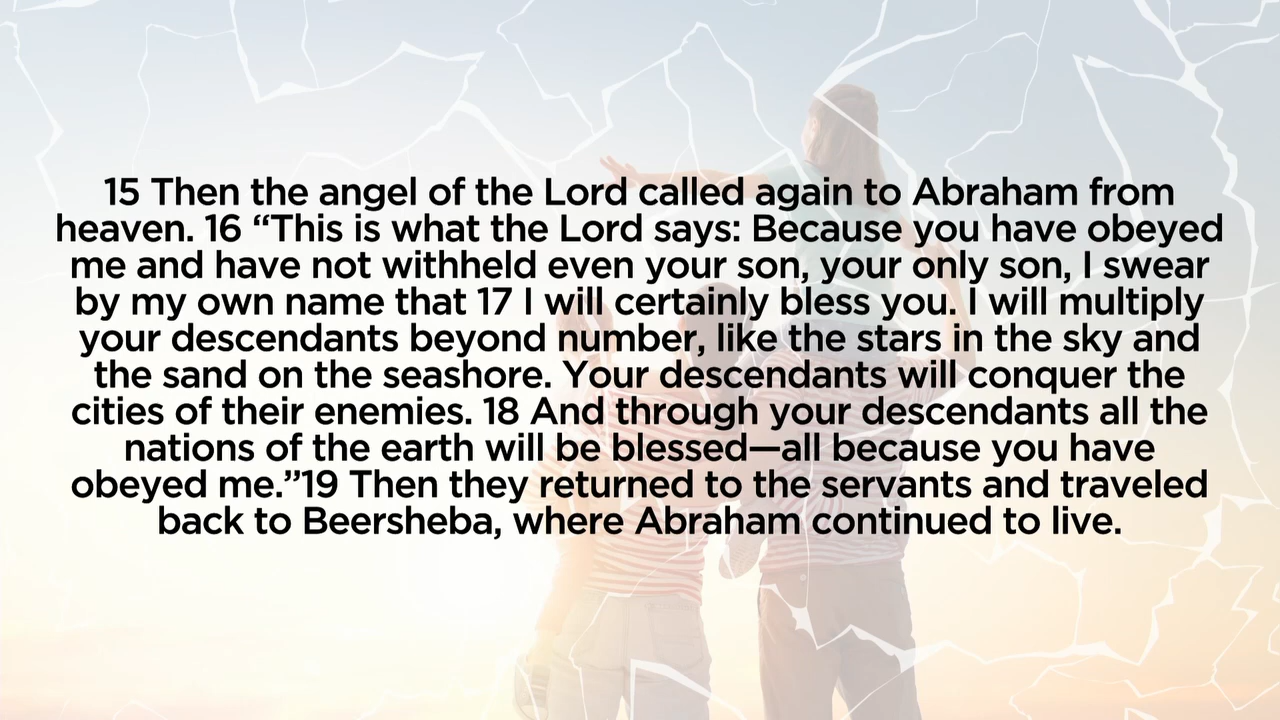 15 Then the angel of the Lord called again to Abraham from
heaven. 16 “This is what the Lord says: Because you have obeyed
me and have not withheld even your son, your only son, I swear
by my own name that 17 I will certainly bless you. I will multiply
your descendants beyond number, like the stars in the sky and
the sand on the seashore. Your descendants will conquer the
cities of their enemies. 18 And through your descendants all the
nations of the earth will be blessed—all because you have
obeyed me.”19 Then they returned to the servants and traveled
back to Beersheba, where Abraham continued to live.